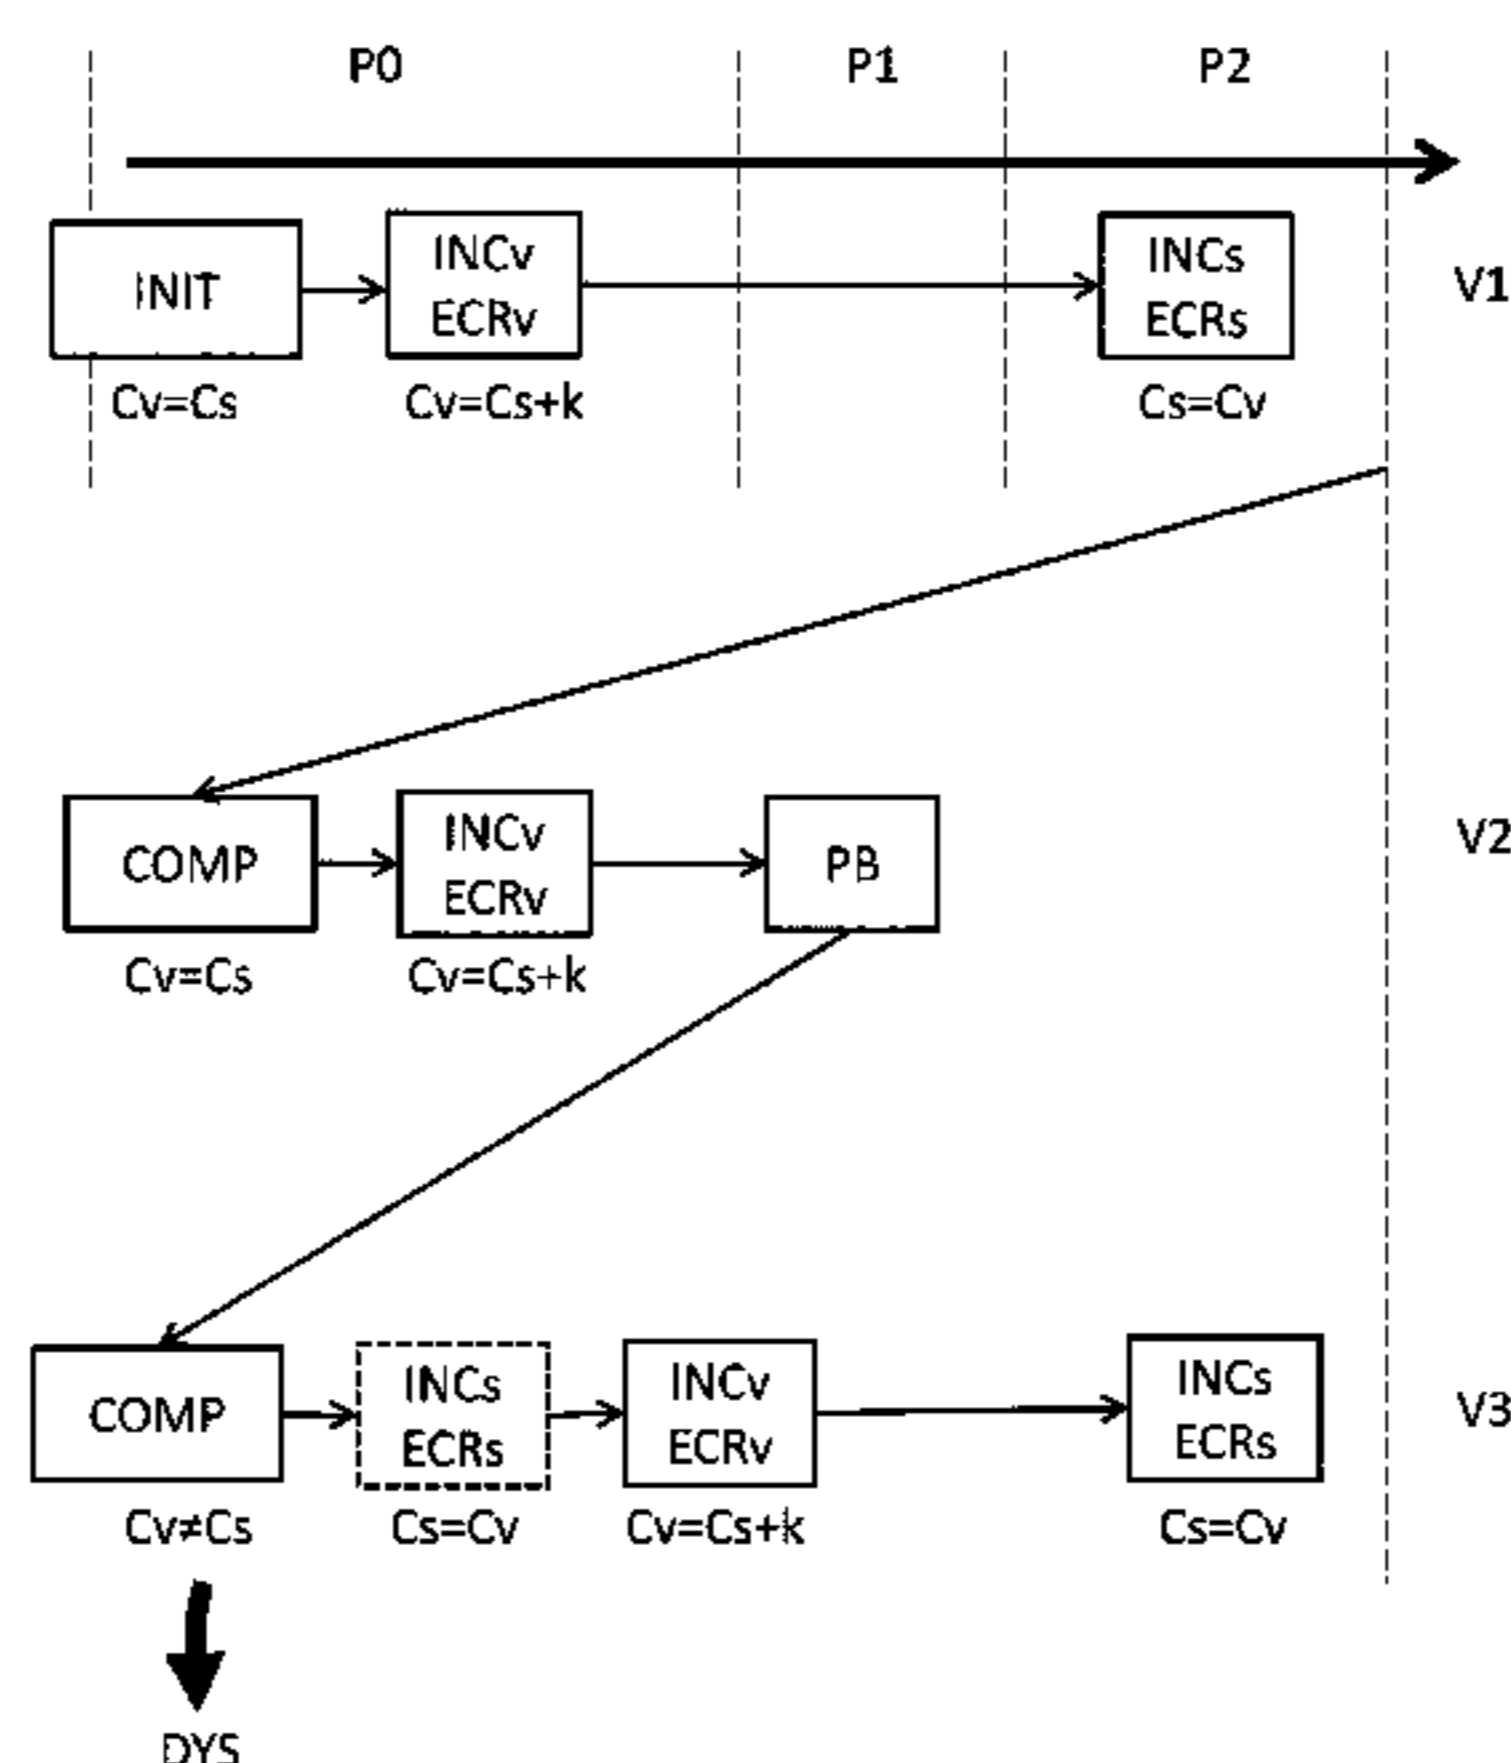 P0 P1 P2
INIT
INCv
ECRv
INCs
ECRs
V1
Cv=Cs
Cv=Cs+k
Cs=Cv
COMP
INCv
ECRv
PB
V2
Cv=Cs
Cv=Cs+k
COMP
INCs
ECRs
INCv
ECRv
INCs
ECRs
V3
Cv≠Cs
Cs=Cv
Cv=Cs+k
Cs=Cv
DYS